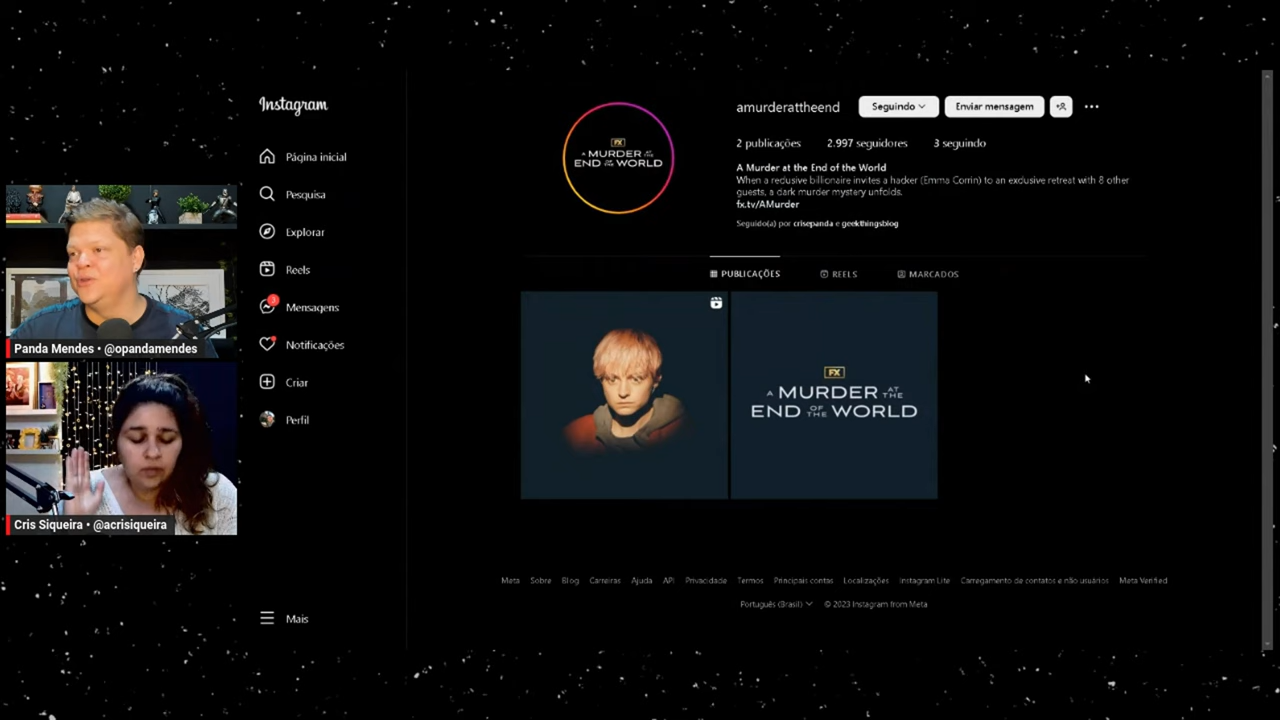 Instagram
Página inicial
Pesquisa
Explorar
Reels
3
Mensagens
Notificações
Criar
Perfil
Mais
FX
A MURDER AT THE
END OF THE WORLD
amurderattheend
Seguindo
Enviar mensagem
2 publicações 2.997 seguidores 3 seguindo
A Murder at the End of the World
When a reclusive billionaire invites a hacker (Emma Corrin) to an exclusive retreat with 8 other
guests, a dark murder mystery unfolds.
fx.tv/AMurder
Seguido(a) por crisepanda e geekthingsblog
PUBLICAÇÕES REELS MARCADOS
FX
A MURDER AT THE
END OF THE WORLD
Panda Mendes • @opandamendes
Cris Siqueira • @acrisiqueira
Meta Sobre Blog Carreiras Ajuda API Privacidade Termos Principais contas Localizações Instagram Lite Carregamento de contatos e não usuários Meta Verified
Português (Brasil) © 2023 Instagram from Meta